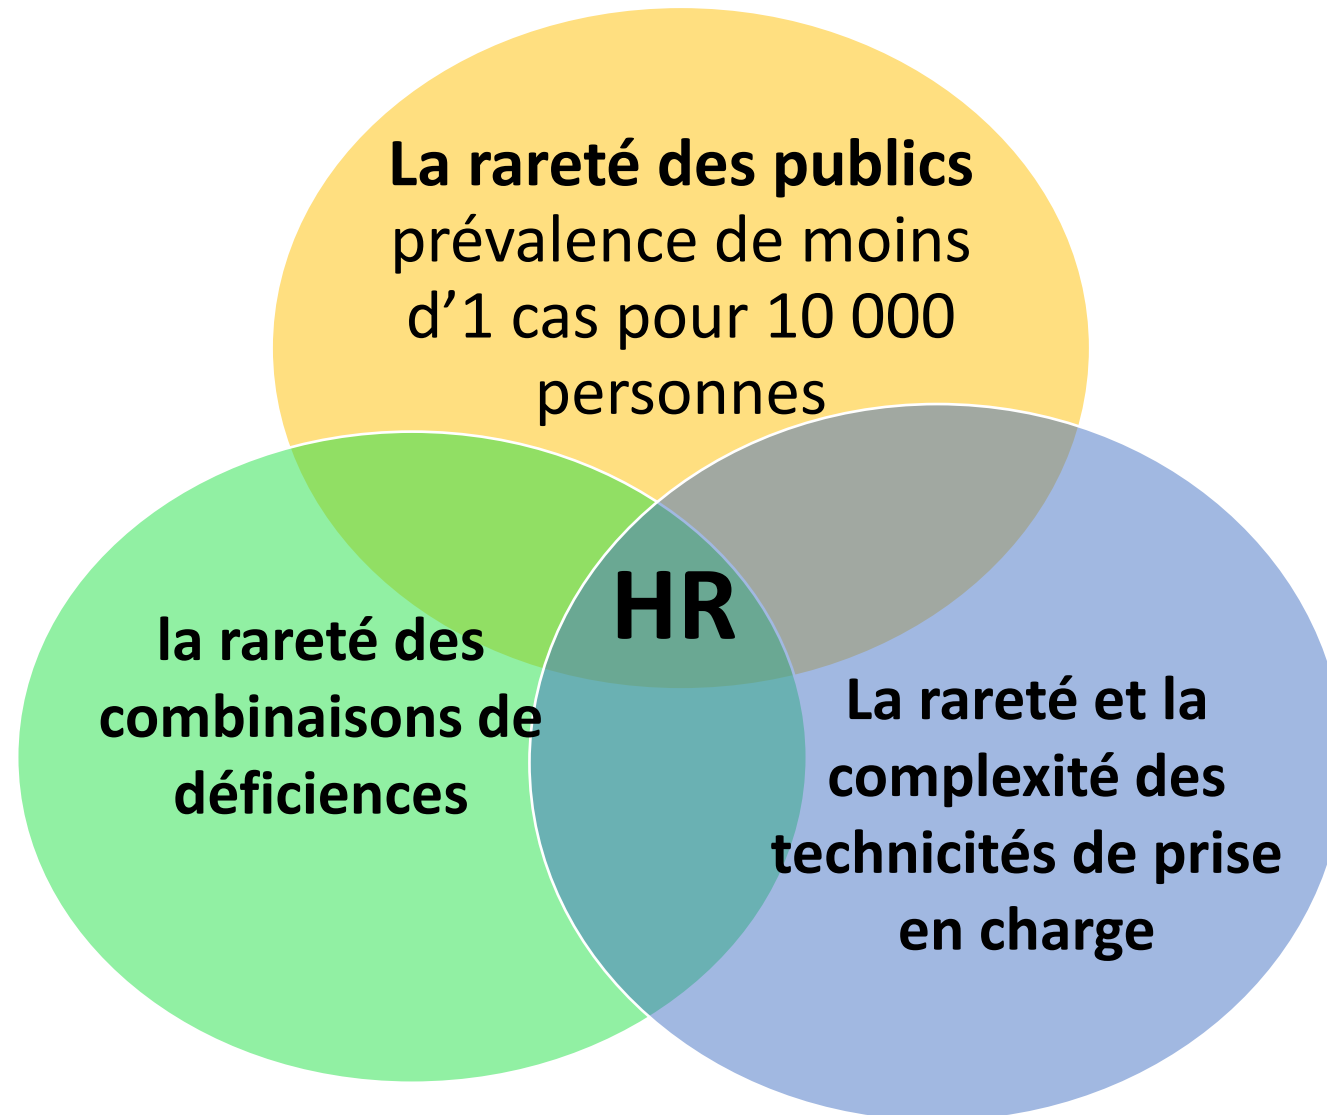 La rareté des publics
prévalence de moins
d’1 cas pour 10 000
personnes
HR
la rareté des
combinaisons de
déficiences
La rareté et la
complexité des
technicités de prise
en charge